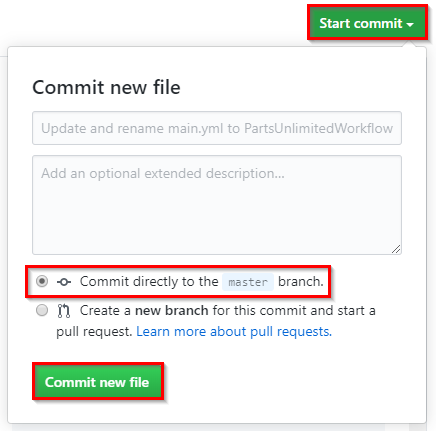 Start commit
Commit new file
Update and rename main.yml to PartsUnlimitedWorkflow
Add an optional extended description...
Commit directly to the master branch.
Create a new branch for this commit and start a
pull request. Learn more about pull requests.
Commit new file